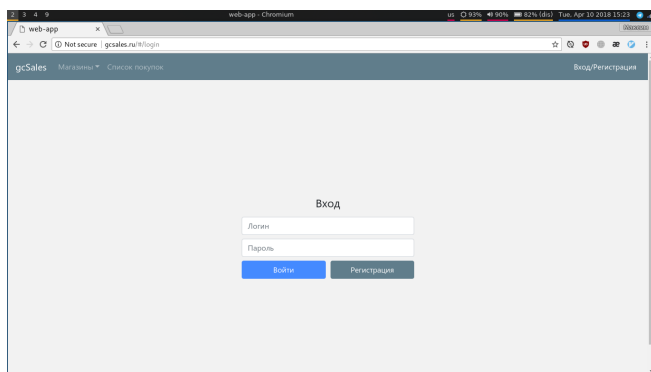 2 3 4 9 web-app - Chromium us 93% 90% 82% (dis) Tue, Apr 10 2018 15:23
web-app ×
Not secure gcsales.ru/#/login
gcSales Магазины Список покупок Вход/Регистрация
Вход
Логин
Пароль
Войти Регистрация